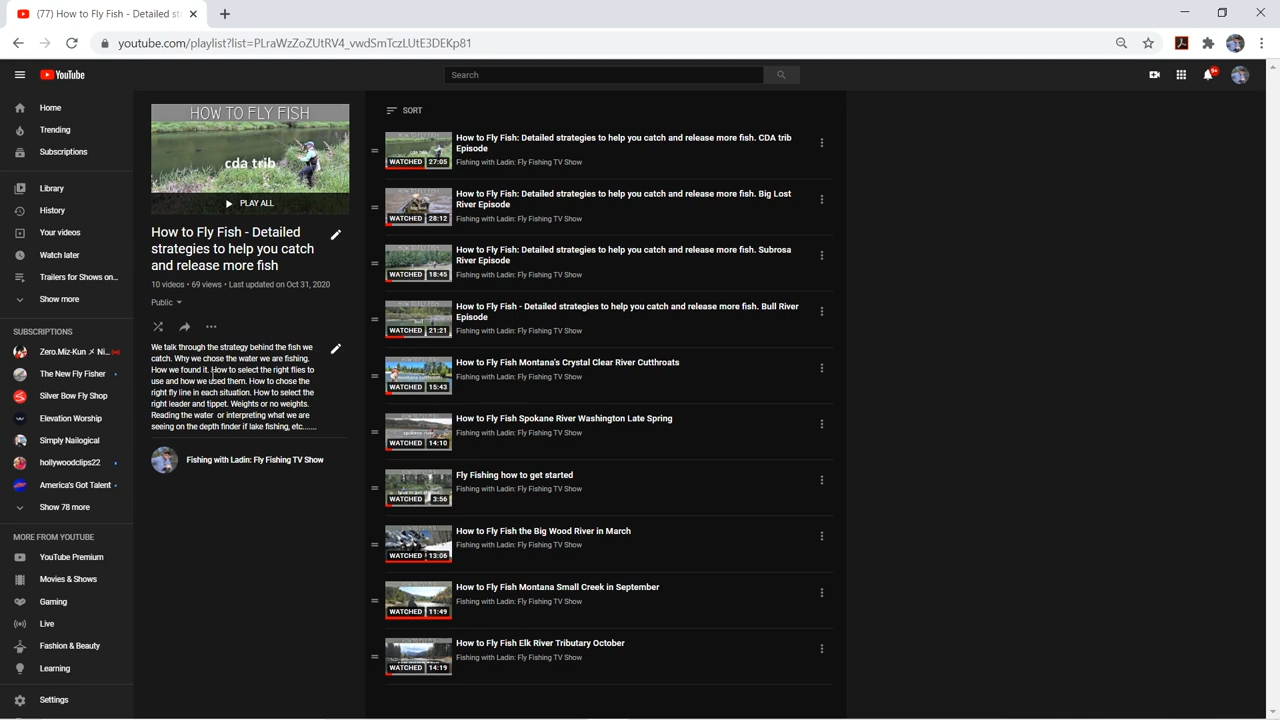 (77) How to Fly Fish - Detailed st
youtube.com/playlist?list=PLraWzZoZUtRV4_vwdSmTczLUtE3DEKp81
YouTube
Search
9+
Home
Trending
Subscriptions
Library
History
Your videos
Watch later
Trailers for Shows on...
Show more
SUBSCRIPTIONS
Zero.Miz-Kun メ Ni...
The New Fly Fisher
Silver Bow Fly Shop
Elevation Worship
Simply Nailogical
hollywoodclips22
America's Got Talent
Show 78 more
MORE FROM YOUTUBE
YouTube Premium
Movies & Shows
Gaming
Live
Fashion & Beauty
Learning
Settings
HOW TO FLY FISH
cda trib
PLAY ALL
How to Fly Fish - Detailed
strategies to help you catch
and release more fish
10 videos • 69 views • Last updated on Oct 31, 2020
Public
We talk through the strategy behind the fish we
catch. Why we chose the water we are fishing.
How we found it. How to select the right flies to
use and how we used them. How to chose the
right fly line in each situation. How to select the
right leader and tippet. Weights or no weights.
Reading the water or interpreting what we are
seeing on the depth finder if lake fishing, etc.......
Fishing with Ladin: Fly Fishing TV Show
SORT
WATCHED 27:05
How to Fly Fish: Detailed strategies to help you catch and release more fish. CDA trib
Episode
Fishing with Ladin: Fly Fishing TV Show
WATCHED 28:12
How to Fly Fish: Detailed strategies to help you catch and release more fish. Big Lost
River Episode
Fishing with Ladin: Fly Fishing TV Show
WATCHED 18:45
How to Fly Fish: Detailed strategies to help you catch and release more fish. Subrosa
River Episode
Fishing with Ladin: Fly Fishing TV Show
WATCHED 21:21
How to Fly Fish - Detailed strategies to help you catch and release more fish. Bull River
Episode
Fishing with Ladin: Fly Fishing TV Show
WATCHED 15:43
How to Fly Fish Montana's Crystal Clear River Cutthroats
Fishing with Ladin: Fly Fishing TV Show
WATCHED 14:10
How to Fly Fish Spokane River Washington Late Spring
Fishing with Ladin: Fly Fishing TV Show
WATCHED 3:56
Fly Fishing how to get started
Fishing with Ladin: Fly Fishing TV Show
WATCHED 13:06
How to Fly Fish the Big Wood River in March
Fishing with Ladin: Fly Fishing TV Show
WATCHED 11:49
How to Fly Fish Montana Small Creek in September
Fishing with Ladin: Fly Fishing TV Show
WATCHED 14:19
How to Fly Fish Elk River Tributary October
Fishing with Ladin: Fly Fishing TV Show